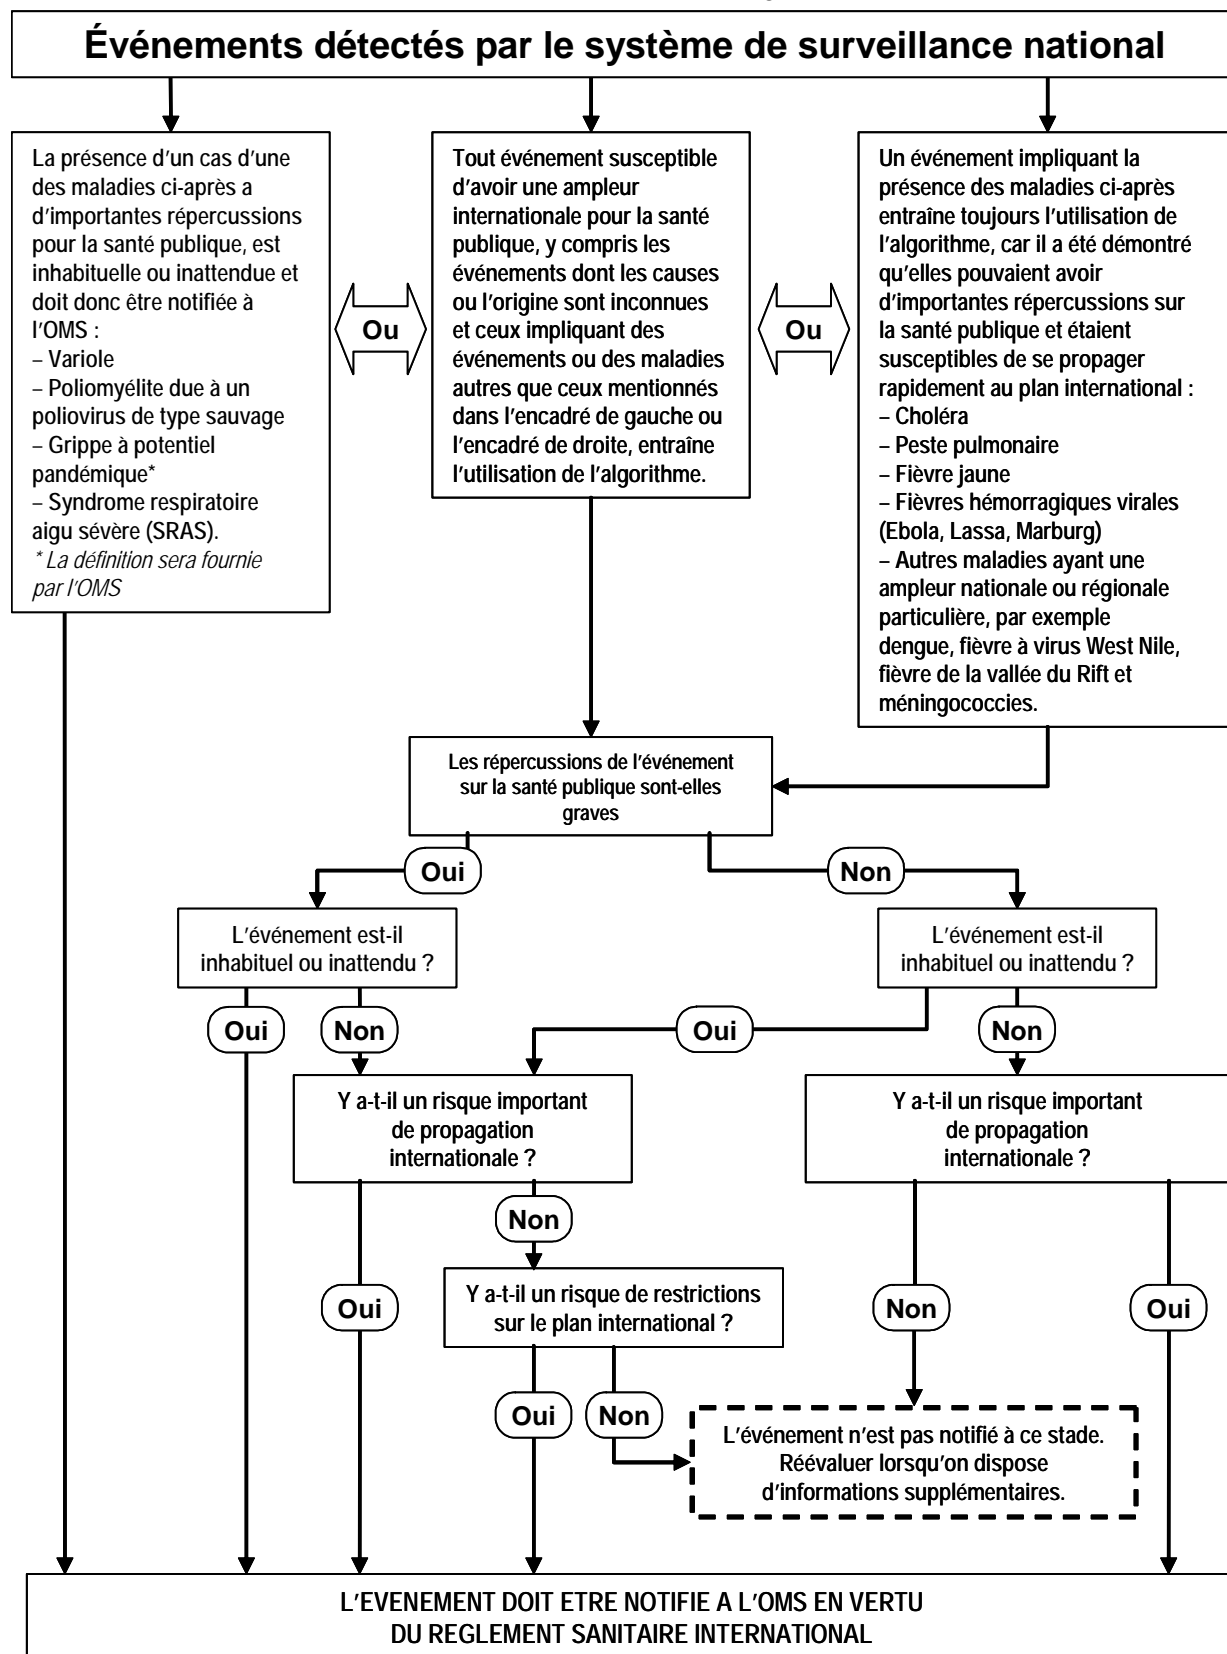 Événements détectés par le système de surveillance national
La présence d'un cas d'une
des maladies ci-après a
d'importantes répercussions
pour la santé publique, est
inhabituelle ou inattendue et
doit donc être notifiée à
l'OMS :
– Variole
– Poliomyélite due à un
poliovirus de type sauvage
– Grippe à potentiel
pandémique*
– Syndrome respiratoire
aigu sévère (SRAS).
* La définition sera fournie
par l'OMS
Ou
Tout événement susceptible
d'avoir une ampleur
internationale pour la santé
publique, y compris les
événements dont les causes
ou l'origine sont inconnues
et ceux impliquant des
événements ou des maladies
autres que ceux mentionnés
dans l'encadré de gauche ou
l'encadré de droite, entraîne
l'utilisation de l'algorithme.
Ou
Un événement impliquant la
présence des maladies ci-après
entraîne toujours l'utilisation de
l'algorithme, car il a été démontré
qu'elles pouvaient avoir
d'importantes répercussions sur
la santé publique et étaient
susceptibles de se propager
rapidement au plan international :
– Choléra
– Peste pulmonaire
– Fièvre jaune
– Fièvres hémorragiques virales
(Ebola, Lassa, Marburg)
– Autres maladies ayant une
ampleur nationale ou régionale
particulière, par exemple
dengue, fièvre à virus West Nile,
fièvre de la vallée du Rift et
méningococcies.
Les répercussions de l'événement
sur la santé publique sont-elles
graves
Oui
Non
L'événement est-il
inhabituel ou inattendu ?
L'événement est-il
inhabituel ou inattendu ?
Oui
Non
Oui
Non
Y a-t-il un risque important
de propagation
internationale ?
Y a-t-il un risque important
de propagation
internationale ?
Non
Oui
Y a-t-il un risque de restrictions
sur le plan international ?
Non
Oui
Oui
Non
L'événement n'est pas notifié à ce stade.
Réévaluer lorsqu'on dispose
d'informations supplémentaires.
L'EVENEMENT DOIT ETRE NOTIFIE A L'OMS EN VERTU
DU REGLEMENT SANITAIRE INTERNATIONAL